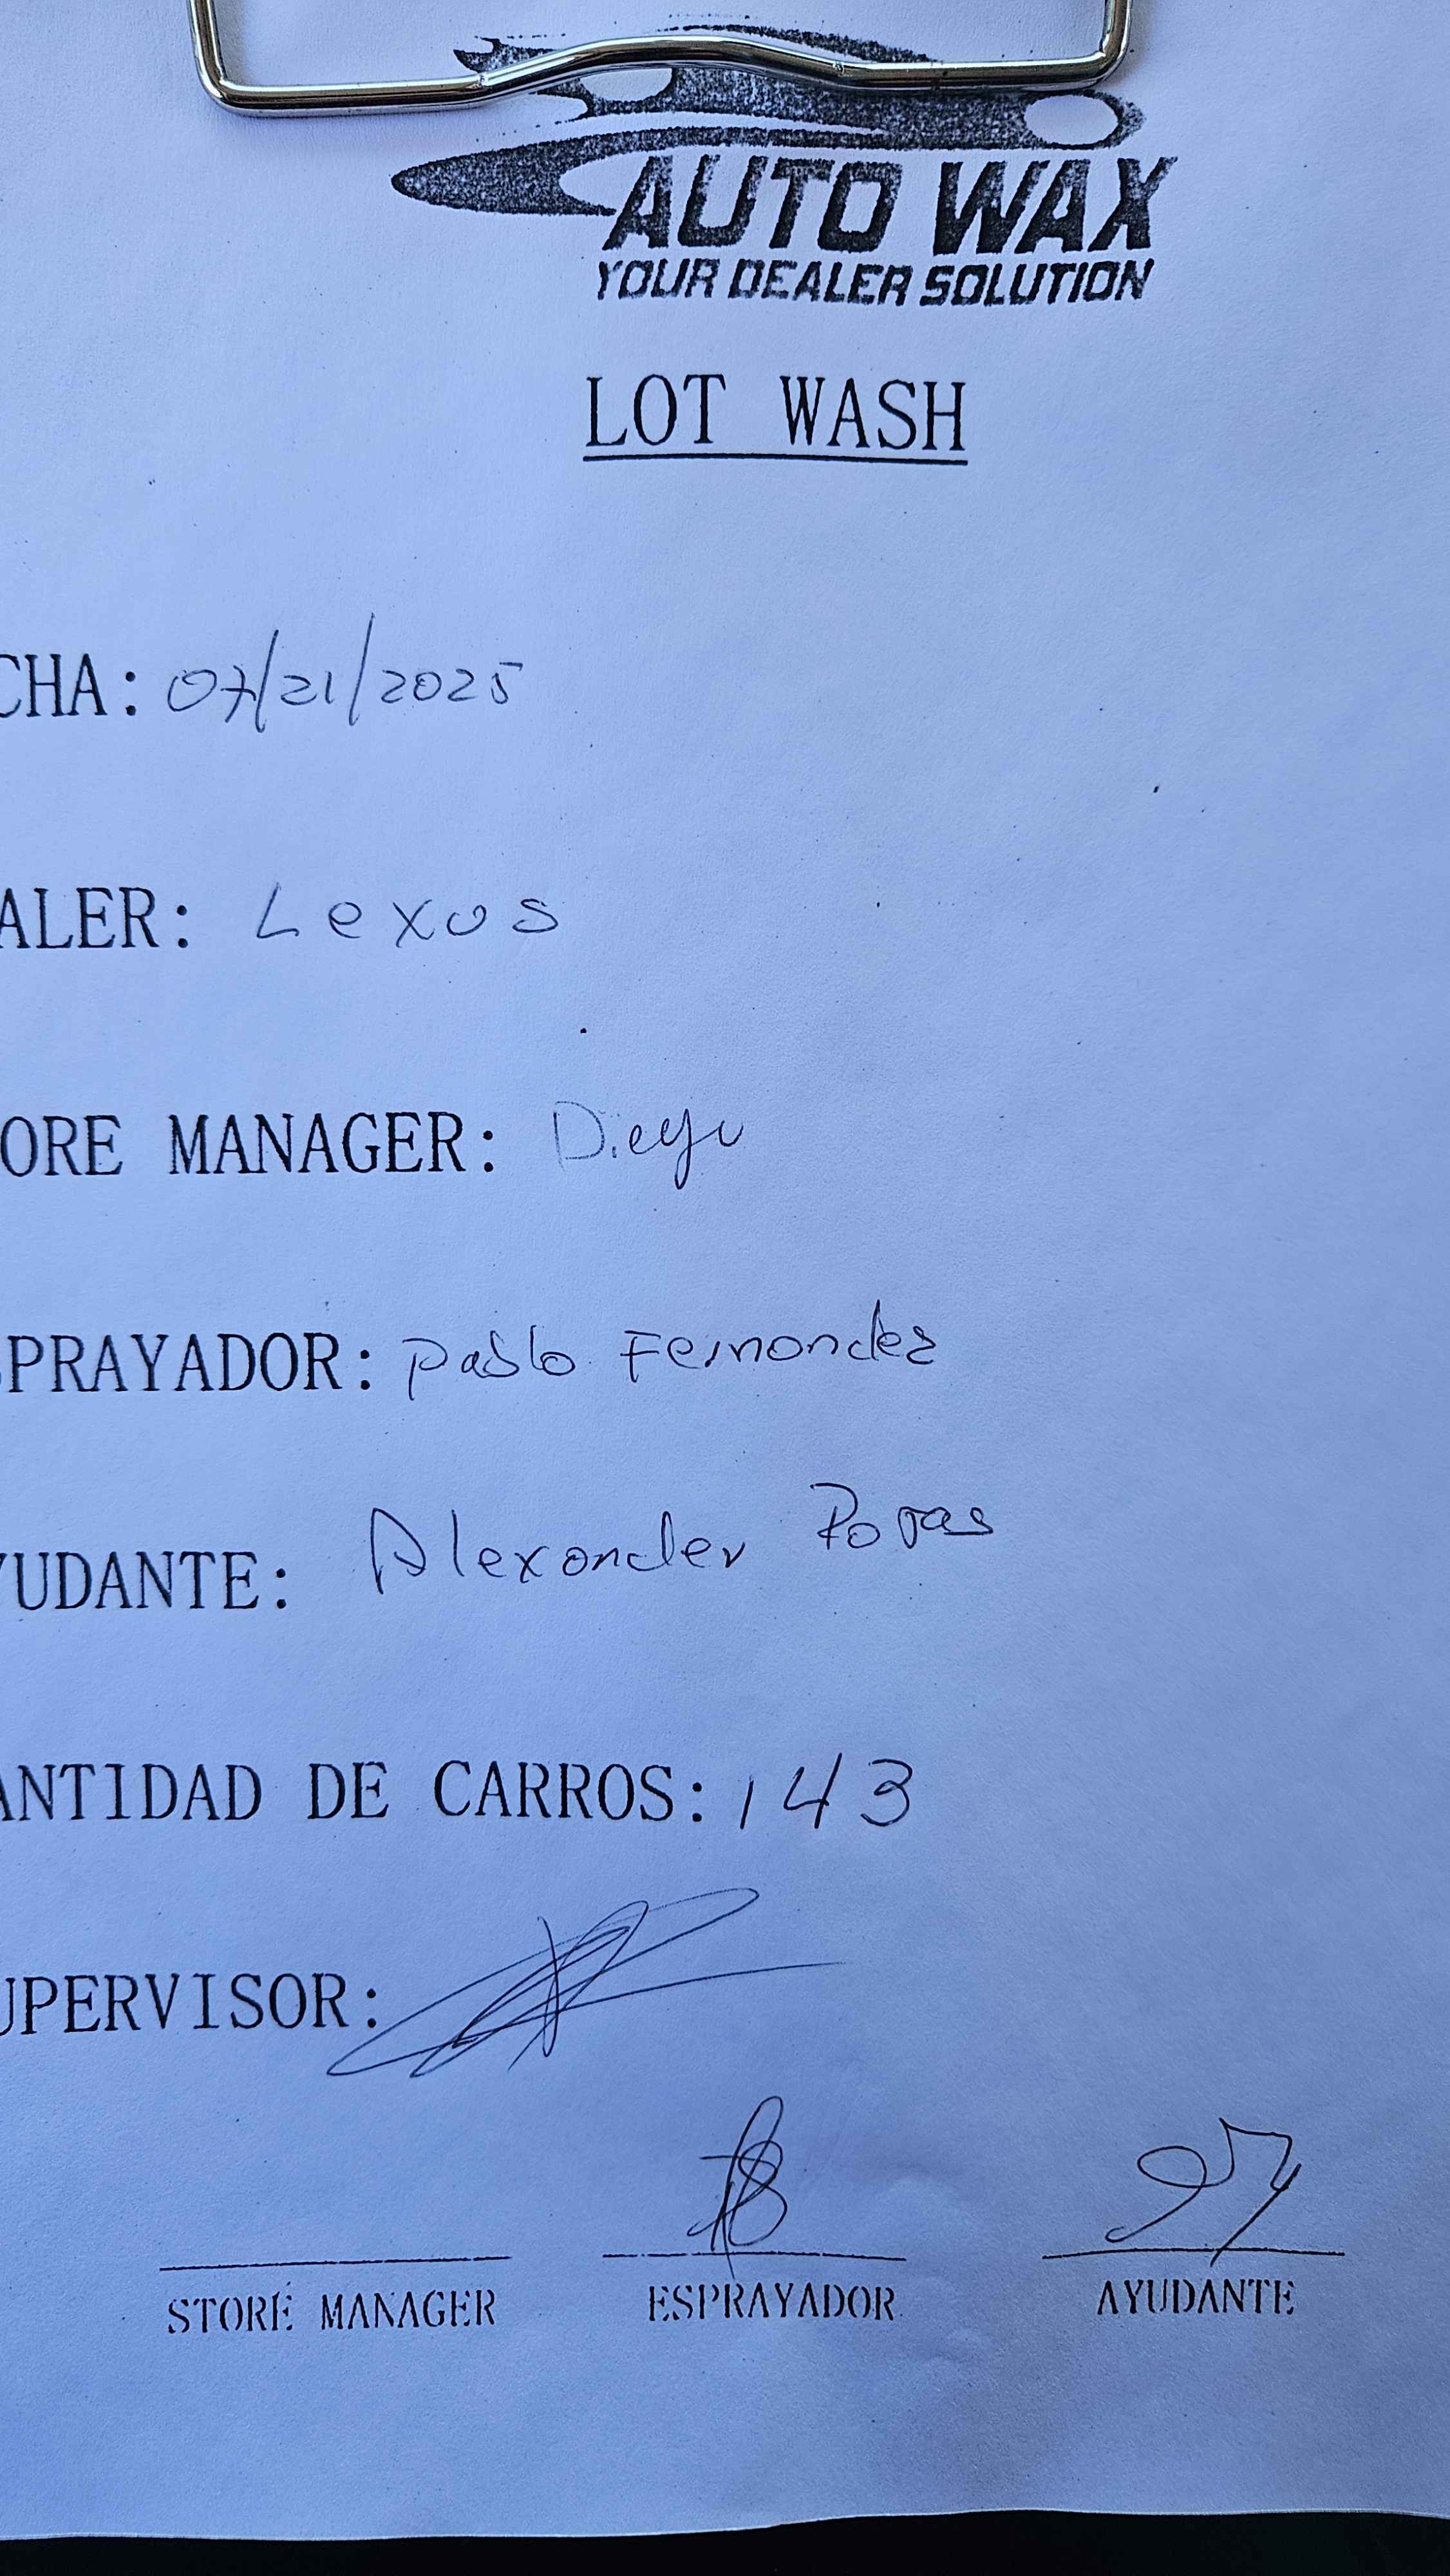 AUTO WAX
YOUR DEALER SOLUTION
LOT WASH
CHA: 07/21/2025
ALER: Lexus
ORE MANAGER: Diego
SPRAYADOR: Pablo Fernandez
YUDANTE: Alexander
ANTIDAD DE CARROS: 143
UPERVISOR:
STORE MANAGER ESPRAYADOR AYUDANTE